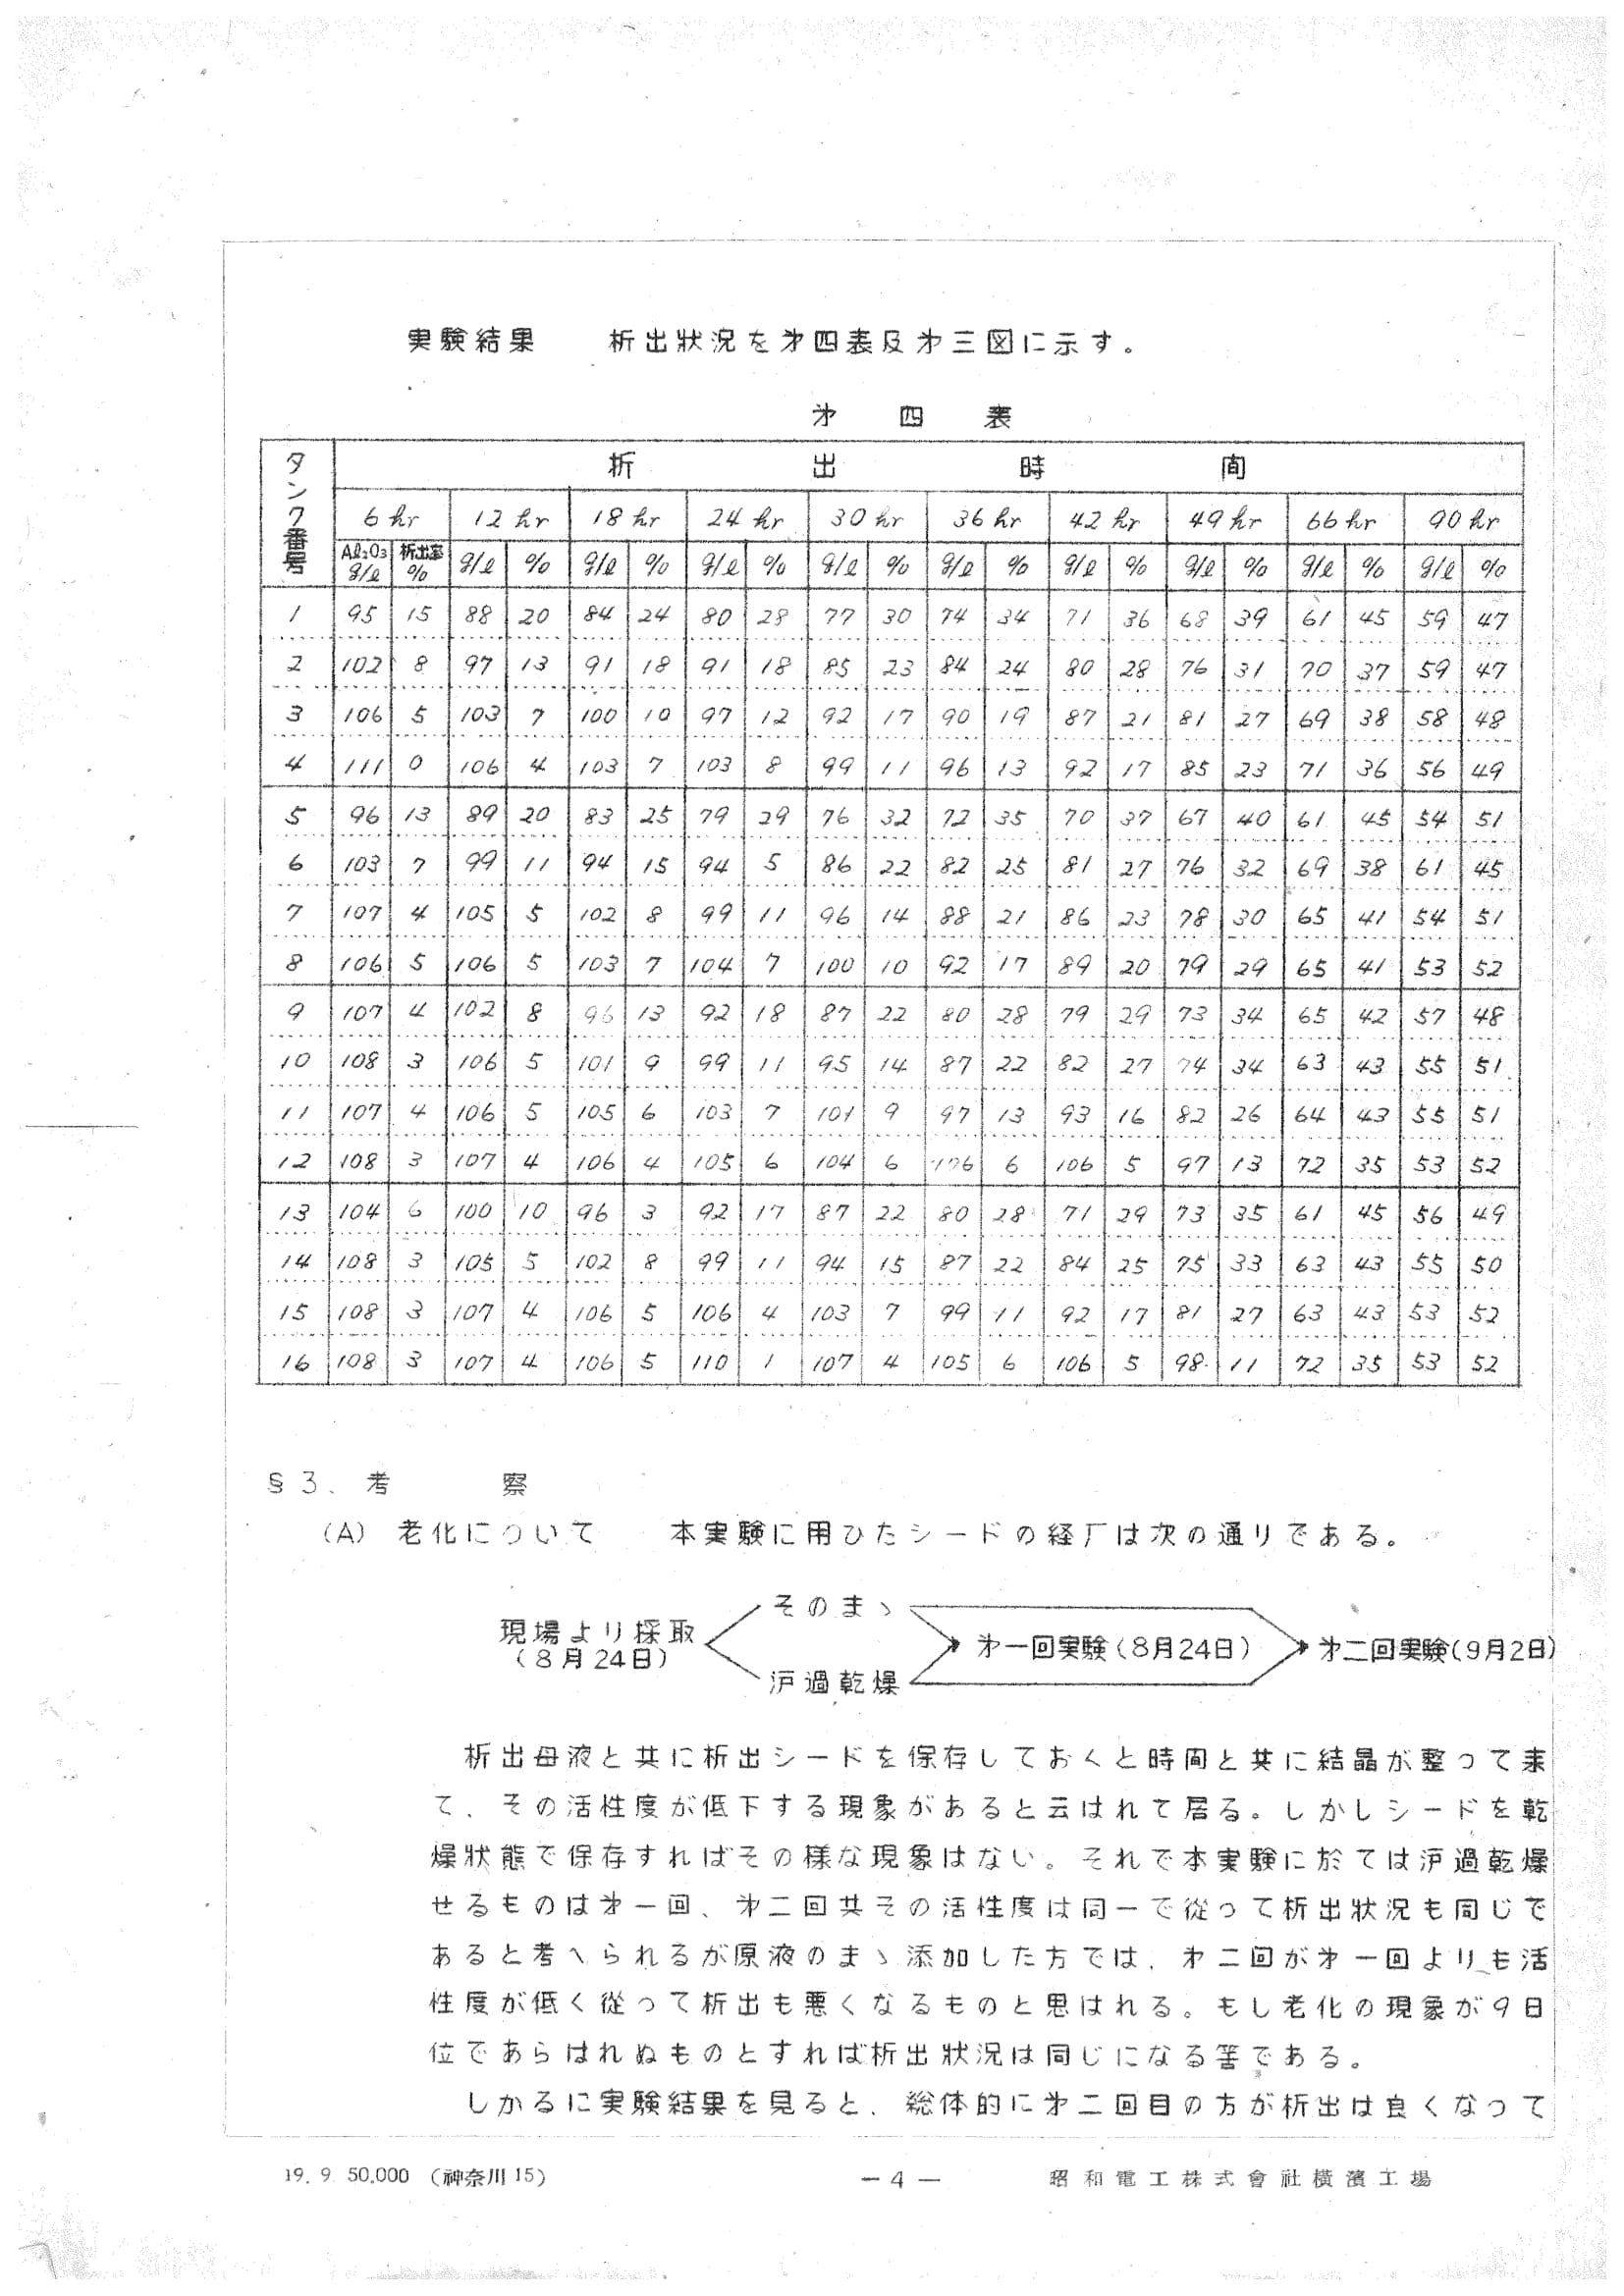 実験結果　析出狀況を才四表及才三図に示す。
才四表
タンク番号 析出時間
6 hr 12 hr 18 hr 24 hr 30 hr 36 hr 42 hr 49 hr 66 hr 90 hr
Al₂O₃ g/l 析出率 % g/l % g/l % g/l % g/l % g/l % g/l % g/l % g/l % g/l %
1 95 15 88 20 84 24 80 28 77 30 74 34 71 36 68 39 61 45 59 47
2 102 8 97 13 91 18 91 18 85 23 84 24 80 28 76 31 70 37 59 47
3 106 5 103 7 100 10 97 12 92 17 90 19 87 21 81 27 69 38 58 48
4 111 0 106 4 103 7 103 8 99 11 96 13 92 17 85 23 71 36 56 49
5 96 13 89 20 83 25 79 29 76 32 72 35 70 37 67 40 61 45 54 51
6 103 7 99 11 94 15 94 5 86 22 82 25 81 27 76 32 69 38 61 45
7 107 4 105 5 102 8 99 11 96 14 88 21 86 23 78 30 65 41 54 51
8 106 5 106 5 103 7 104 7 100 10 92 17 89 20 79 29 65 41 53 52
9 107 4 102 8 96 13 92 18 87 22 80 28 79 29 73 34 65 42 57 48
10 108 3 106 5 101 9 99 11 95 14 87 22 82 27 74 34 63 43 55 51
11 107 4 106 5 105 6 103 7 101 9 97 13 93 16 82 26 64 43 55 51
12 108 3 107 4 106 4 105 6 104 6 106 6 106 5 97 13 72 35 53 52
13 104 6 100 10 96 3 92 17 87 22 80 28 71 29 73 35 61 45 56 49
14 108 3 105 5 102 8 99 11 94 15 87 22 84 25 75 33 63 43 55 50
15 108 3 107 4 106 5 106 4 103 7 99 11 92 17 81 27 63 43 53 52
16 108 3 107 4 106 5 110 1 107 4 105 6 106 5 98 11 72 35 53 52
§3. 考察
(A) 老化について　本実験に用ひたシードの経厂は次の通りである。
そのまゝ
現場より採取
(8月24日)
才一回実験(8月24日)
才二回実験(9月2日)
沪過乾燥
析出母液と共に析出シードを保存しておくと時間と共に結晶が整って来
て、その活性度が低下する現象があると云はれて居る。しかしシードを乾
燥狀態で保存すればその様な現象はない。それで本実験に於ては沪過乾燥
せるものは才一回、才二回共その活性度は同一で従って析出狀況も同じで
あると考へられるが原液のまゝ添加した方では、才二回が才一回よりも活
性度が低く従って析出も悪くなるものと思はれる。もし老化の現象が9日
位であらはれぬものとすれば析出狀況は同じになる筈である。
しかるに実験結果を見ると、総体的に才二回目の方が析出は良くなって
19. 9. 50,000 (神奈川15)
—4—
昭和電工株式會社横濱工場